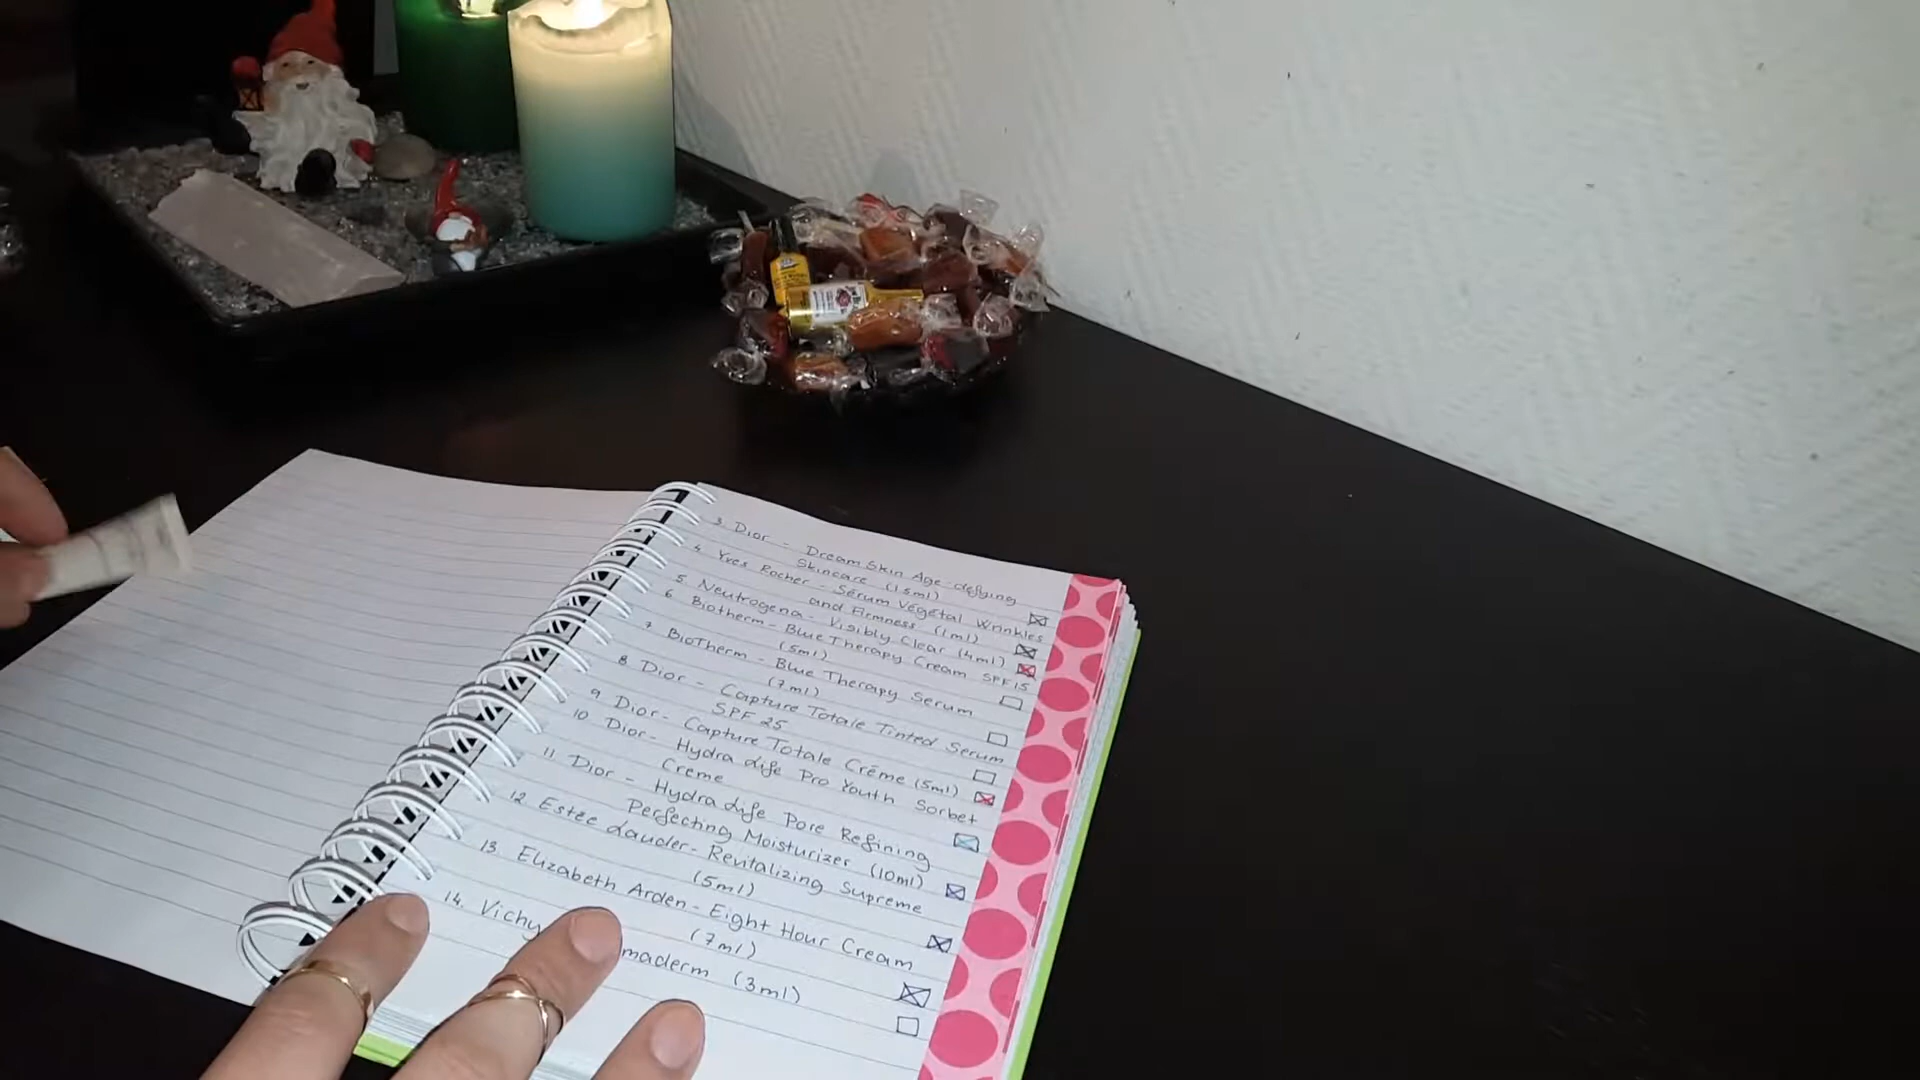 3. Dior - Dream Skin Age-defying
Skincare (15ml)
4. Yves Rocher - Sérum Végétal Wrinkles
and Firmness (1ml)
5. Neutrogena - Visibly Clear (4ml)
6 Biotherm - Blue Therapy Cream SPF15
(5ml)
7 BioTherm - Blue Therapy Serum
(7ml)
8 Dior - Capture Totale Tinted Serum
SPF 25
9 Dior - Capture Totale Crème (5ml)
10 Dior - Hydra Life Pro Youth Sorbet
Creme
11 Dior - Hydra Life Pore Refining
Perfecting Moisturizer (10ml)
12 Estée Lauder - Revitalizing Supreme
(5ml)
13. Elizabeth Arden - Eight Hour Cream
(7ml)
14. Vichy maderm (3ml)